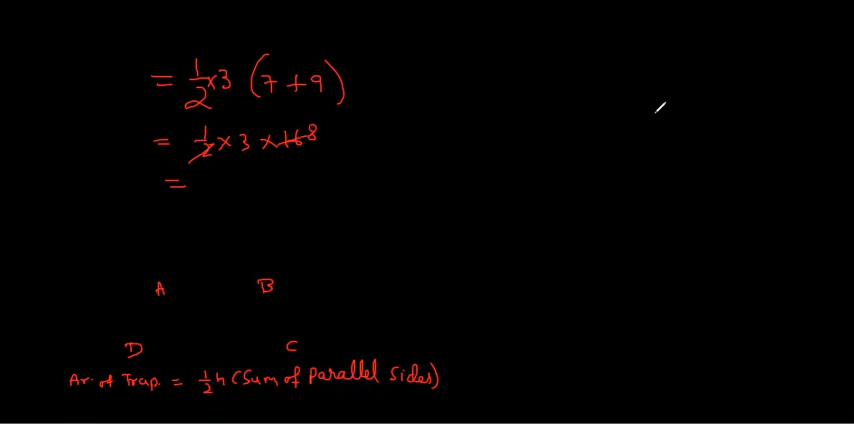 = 1/2 x 3 (7 + 9)
= 1/2 x 3 x 16 8
=
A B
D C
Ar. of Trap. = 1/2 h (Sum of Parallel Sides)